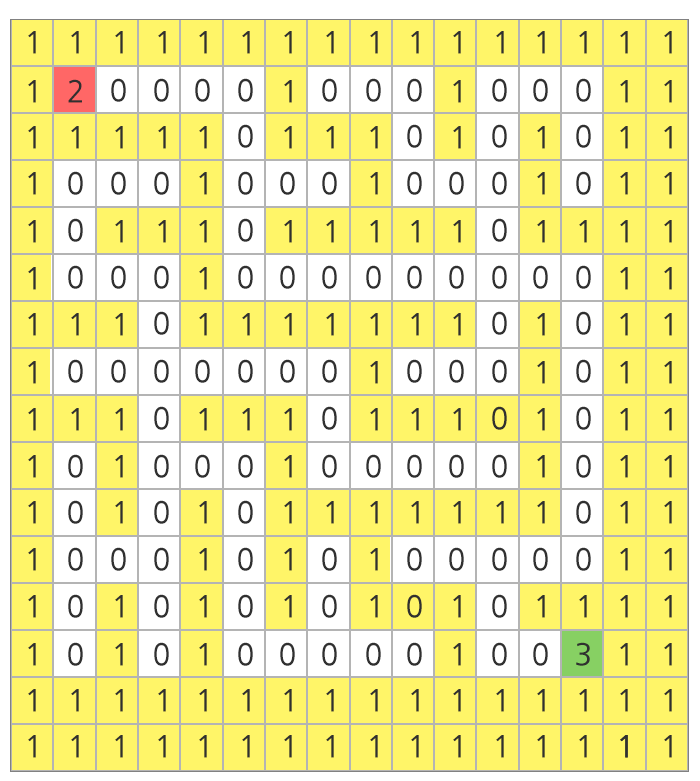 1 1 1 1 1 1 1 1 1 1 1 1 1 1 1 1
1 2 0 0 0 0 1 0 0 0 1 0 0 0 1 1
1 1 1 1 1 0 1 1 1 0 1 0 1 0 1 1
1 0 0 0 1 0 0 0 1 0 0 0 1 0 1 1
1 0 1 1 1 0 1 1 1 1 1 0 1 1 1 1
1 0 0 0 1 0 0 0 0 0 0 0 0 0 1 1
1 1 1 0 1 1 1 1 1 1 1 0 1 0 1 1
1 0 0 0 0 0 0 0 1 0 0 0 1 0 1 1
1 1 1 0 1 1 1 0 1 1 1 0 1 0 1 1
1 0 1 0 0 0 1 0 0 0 0 0 1 0 1 1
1 0 1 0 1 0 1 1 1 1 1 1 1 0 1 1
1 0 0 0 1 0 1 0 1 0 0 0 0 0 1 1
1 0 1 0 1 0 1 0 1 0 1 0 1 1 1 1
1 0 1 0 1 0 0 0 0 0 1 0 0 3 1 1
1 1 1 1 1 1 1 1 1 1 1 1 1 1 1 1
1 1 1 1 1 1 1 1 1 1 1 1 1 1 1 1